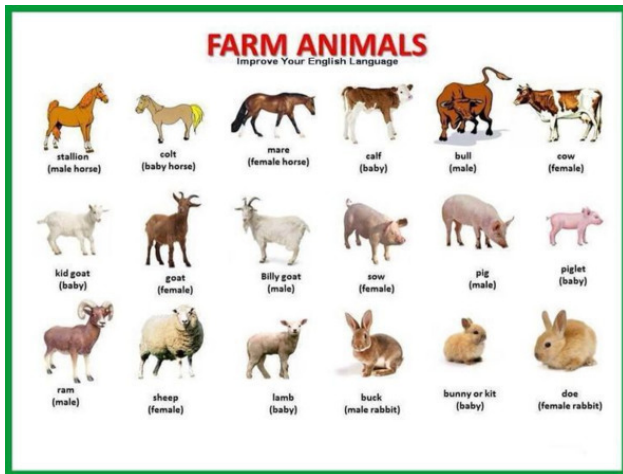 FARM ANIMALS
Improve Your English Language
stallion
(male horse)
colt
(baby horse)
mare
(female horse)
calf
(baby)
bull
(male)
cow
(female)
kid goat
(baby)
goat
(female)
Billy goat
(male)
sow
(female)
pig
(male)
piglet
(baby)
ram
(male)
sheep
(female)
lamb
(baby)
buck
(male rabbit)
bunny or kit
(baby)
doe
(female rabbit)